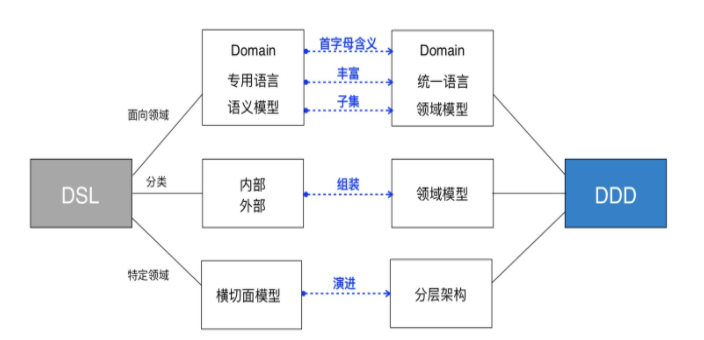 首字母含义
Domain
Domain
丰富
专用语言
统一语言
子集
语义模型
领域模型
面向领域
DSL
分类
内部
外部
组装
领域模型
DDD
特定领域
横切面模型
演进
分层架构